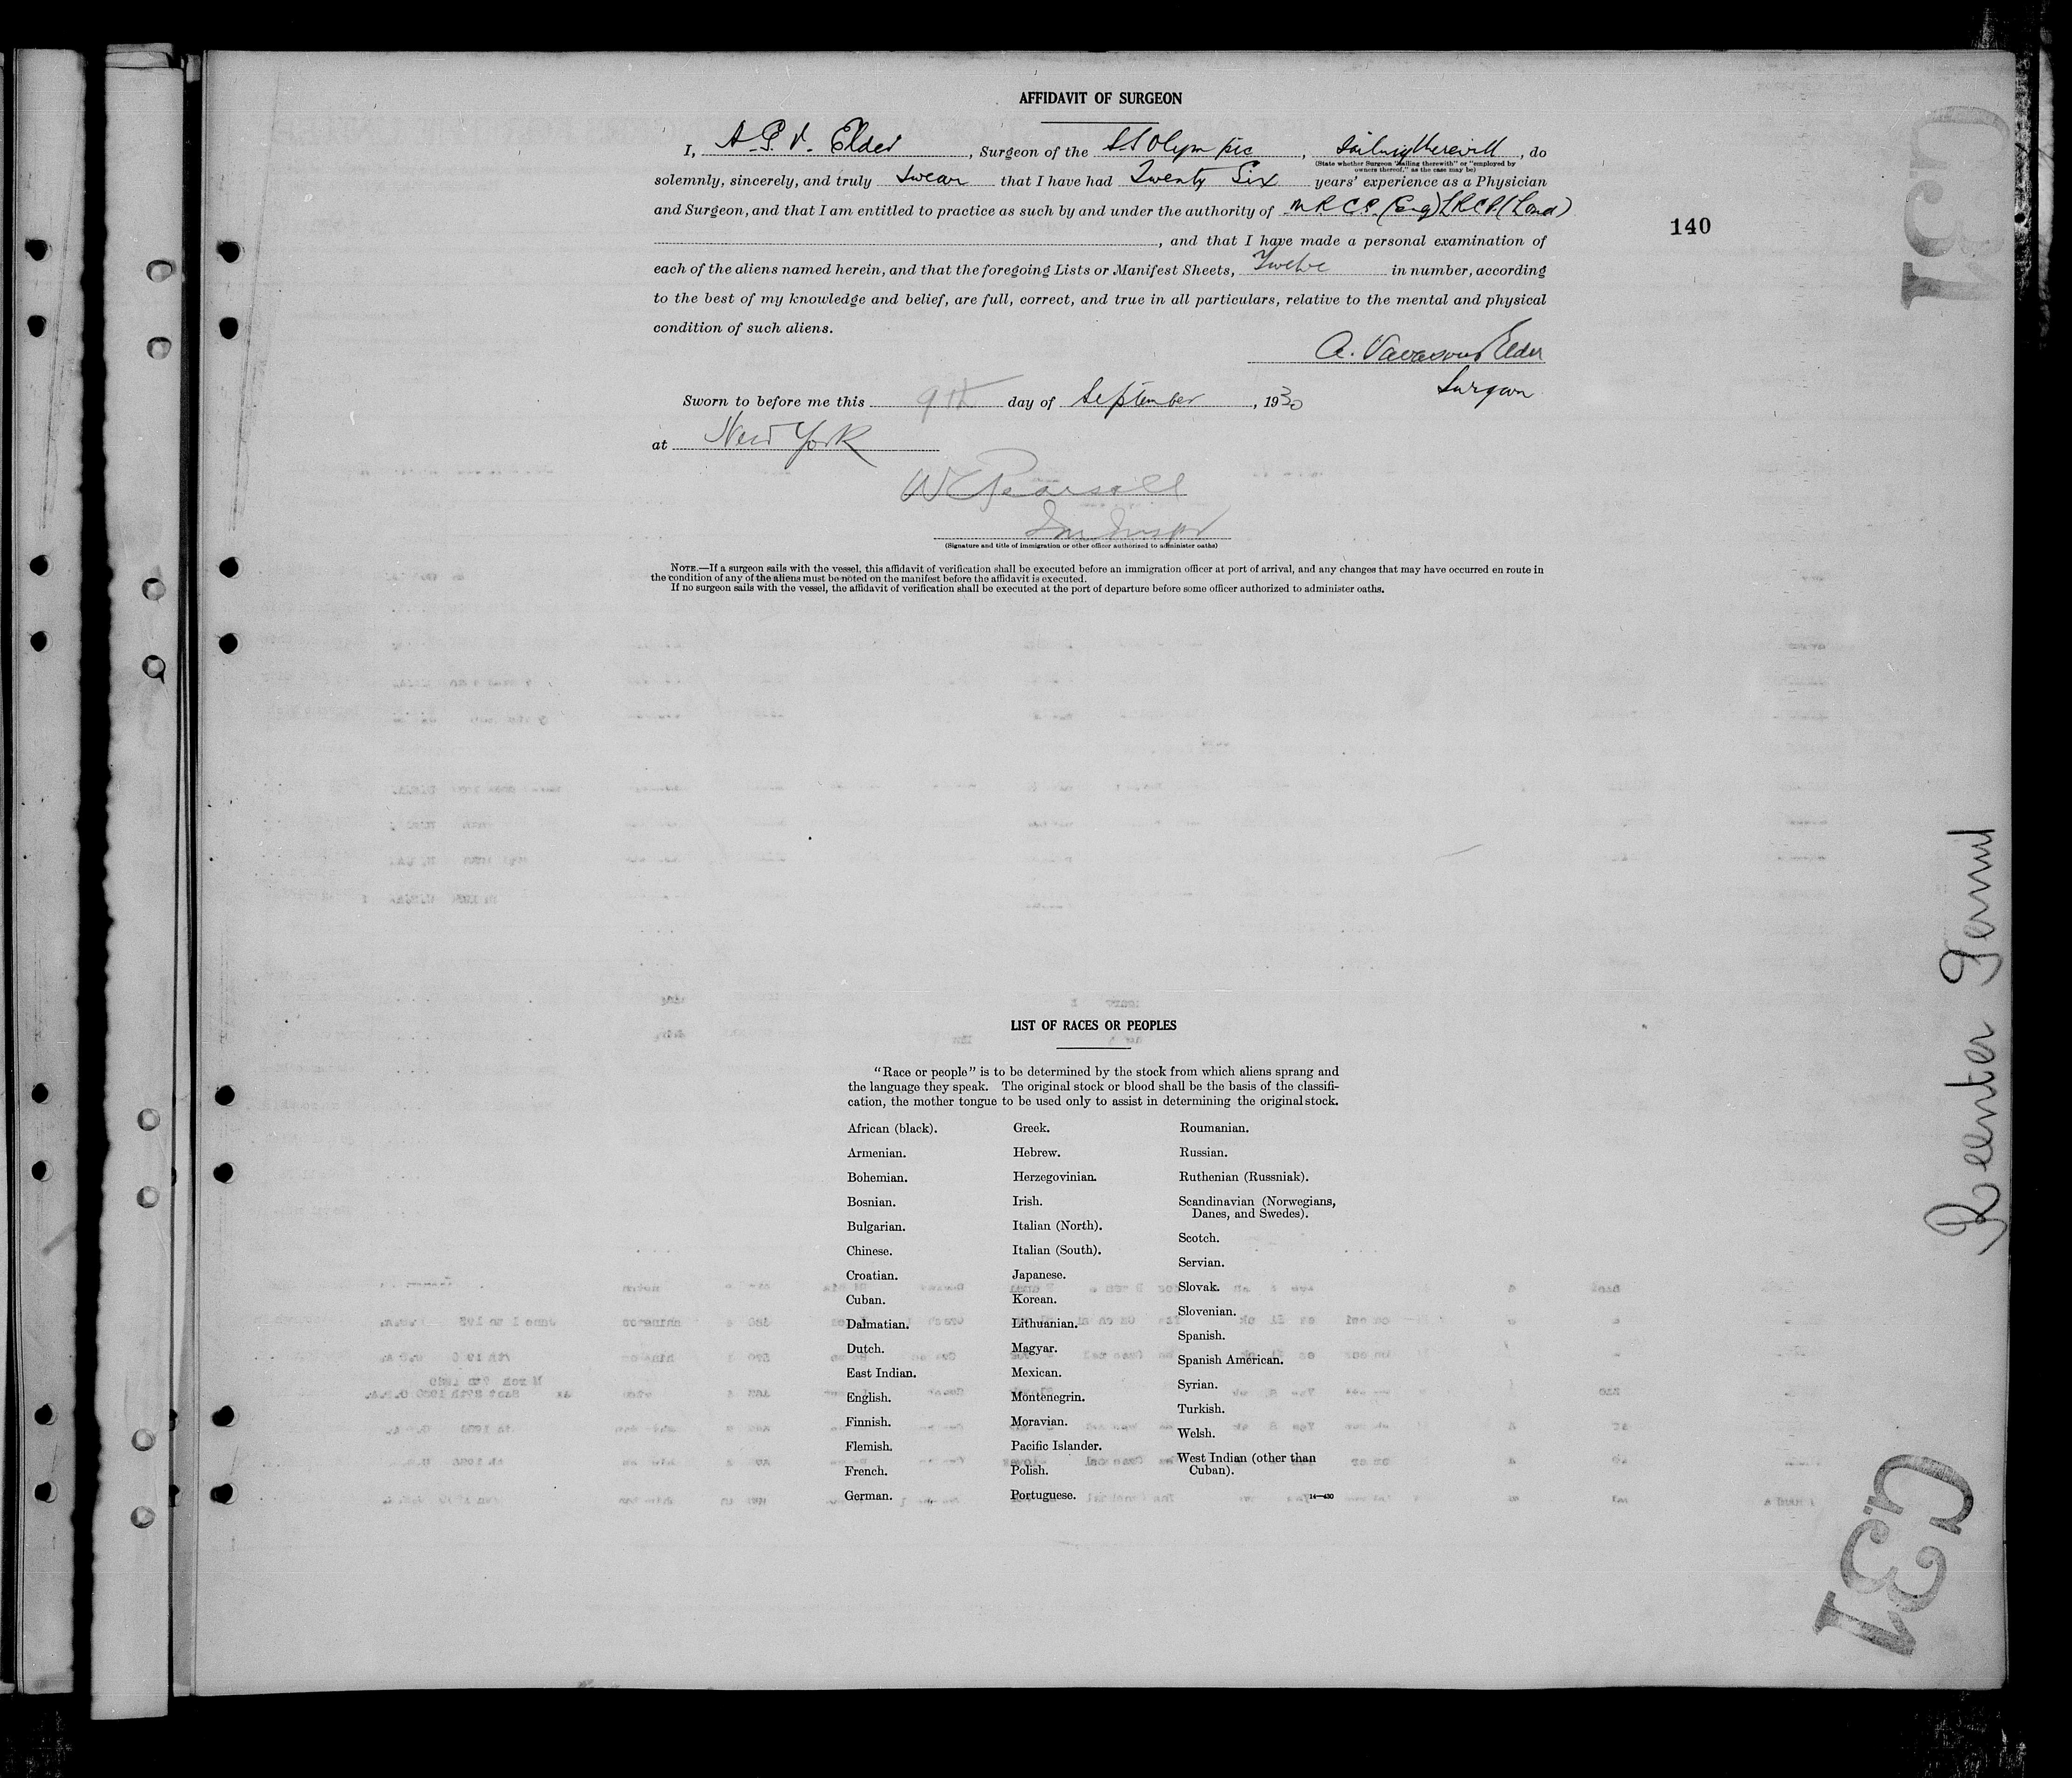 AFFIDAVIT OF SURGEON
I, A. P. V. Elder, Surgeon of the S.S Olympic, Sailing therewith, do
(State whether Surgeon "sailing therewith" or "employed by
owners thereof," as the case may be)
solemnly, sincerely, and truly swear that I have had Twenty Six years' experience as a Physician
and Surgeon, and that I am entitled to practice as such by and under the authority of MRCS (Eng) LRCP (Lond)
, and that I have made a personal examination of
140
each of the aliens named herein, and that the foregoing Lists or Manifest Sheets, Twelve in number, according
to the best of my knowledge and belief, are full, correct, and true in all particulars, relative to the mental and physical
condition of such aliens.
A. Vavasour Elder
Surgeon
Sworn to before me this 9th day of September, 1930
at New York
W Pearsall
Im Inspr
(Signature and title of immigration or other officer authorized to administer oaths)
NOTE.—If a surgeon sails with the vessel, this affidavit of verification shall be executed before an immigration officer at port of arrival, and any changes that may have occurred en route in
the condition of any of the aliens must be noted on the manifest before the affidavit is executed.
If no surgeon sails with the vessel, the affidavit of verification shall be executed at the port of departure before some officer authorized to administer oaths.
LIST OF RACES OR PEOPLES
"Race or people" is to be determined by the stock from which aliens sprang and
the language they speak. The original stock or blood shall be the basis of the classifi-
cation, the mother tongue to be used only to assist in determining the original stock.
African (black).
Armenian.
Bohemian.
Bosnian.
Bulgarian.
Chinese.
Croatian.
Cuban.
Dalmatian.
Dutch.
East Indian.
English.
Finnish.
Flemish.
French.
German.
Greek.
Hebrew.
Herzegovinian.
Irish.
Italian (North).
Italian (South).
Japanese.
Korean.
Lithuanian.
Magyar.
Mexican.
Montenegrin.
Moravian.
Pacific Islander.
Polish.
Portuguese.
Roumanian.
Russian.
Ruthenian (Russniak).
Scandinavian (Norwegians,
Danes, and Swedes).
Scotch.
Servian.
Slovak.
Slovenian.
Spanish.
Spanish American.
Syrian.
Turkish.
Welsh.
West Indian (other than
Cuban).
14—430
Reenter Permit